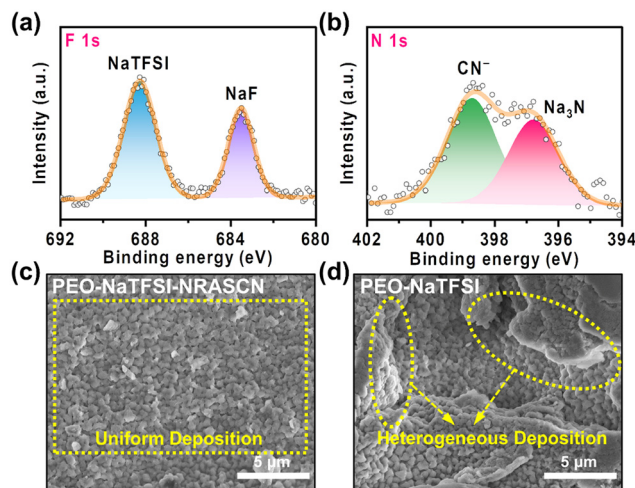 (a)
F 1s
NaTFSI
NaF
Intensity (a.u.)
692 688 684 680
Binding energy (eV)
(b)
N 1s
CN⁻
Na₃N
Intensity (a.u.)
402 400 398 396 394
Binding energy (eV)
(c)
PEO-NaTFSI-NRASCN
Uniform Deposition
5 μm
(d)
PEO-NaTFSI
Heterogeneous Deposition
5 μm